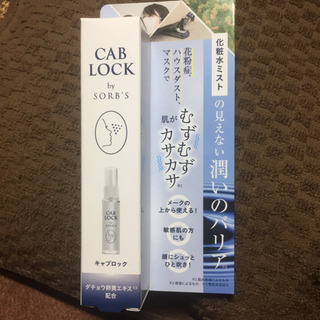 CAB
LOCK
by
SORB'S
キャブロック
ダチョウ卵黄エキス
配合
化粧水ミスト
の見えない
潤いのバリア
花粉症、
ハウスダスト、
マスクで
肌が
むずむず
カサカサ
メークの
上から使える!
敏感肌の方
にも
顔にシュッと
ひと吹き!